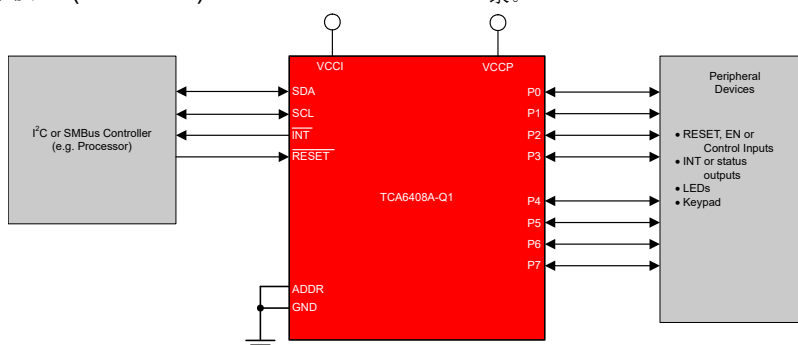 VCCI
VCCP
SDA
SCL
INT
RESET
P0
P1
P2
P3
P4
P5
P6
P7
TCA6408A-Q1
ADDR
GND
I²C or SMBus Controller
(e.g. Processor)
Peripheral
Devices
• RESET, EN or
Control Inputs
• INT or status
outputs
• LEDs
• Keypad